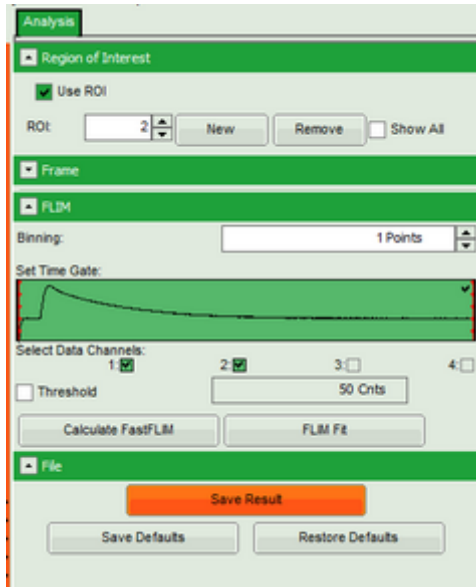 Analysis
Region of Interest
Use ROI
ROI: 2 New Remove Show All
Frame
FLIM
Binning: 1 Points
Set Time Gate:
Select Data Channels:
1: 2: 3: 4:
Threshold 50 Cnts
Calculate FastFLIM FLIM Fit
File
Save Result
Save Defaults Restore Defaults